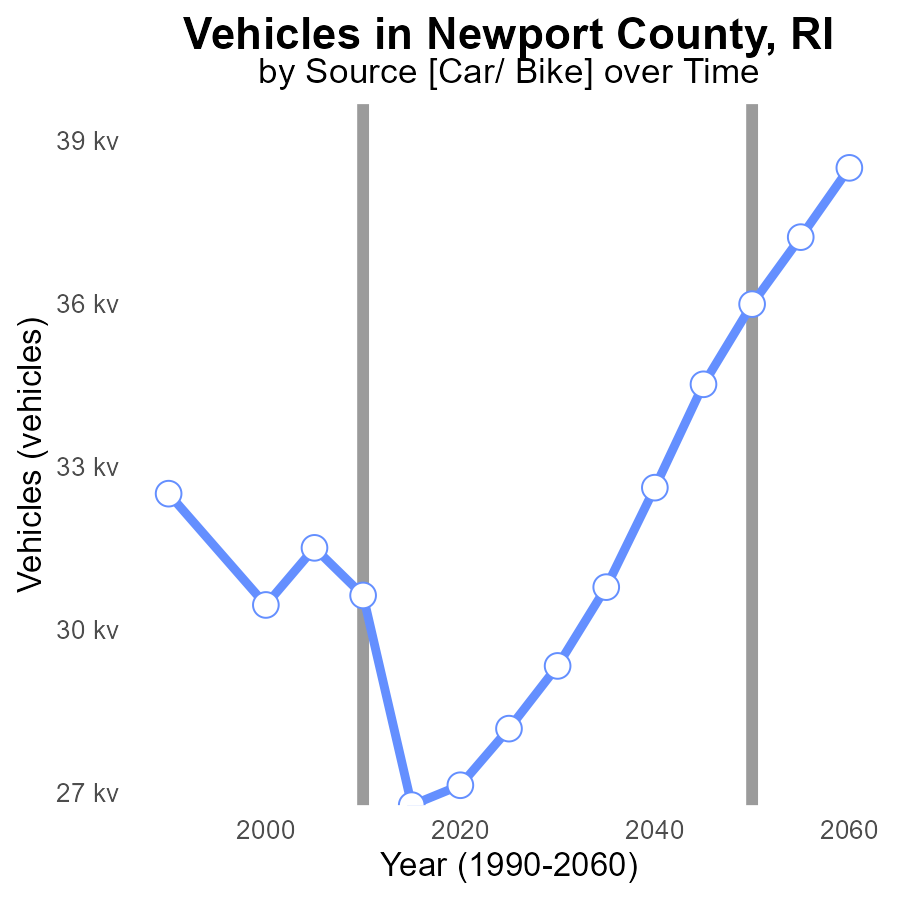 Vehicles in Newport County, RI
by Source [Car/ Bike] over Time
39 kv
36 kv
33 kv
30 kv
27 kv
Vehicles (vehicles)
2000
2020
2040
2060
Year (1990-2060)